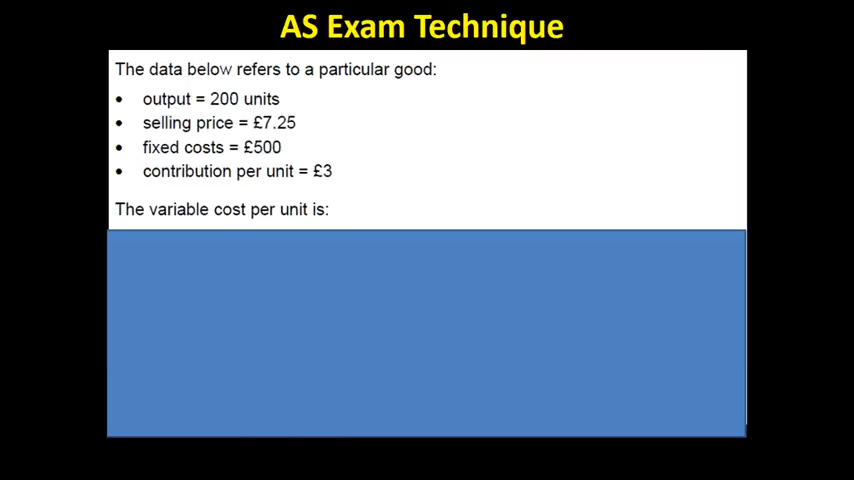 AS Exam Technique
The data below refers to a particular good:
• output = 200 units
• selling price = £7.25
• fixed costs = £500
• contribution per unit = £3
The variable cost per unit is: